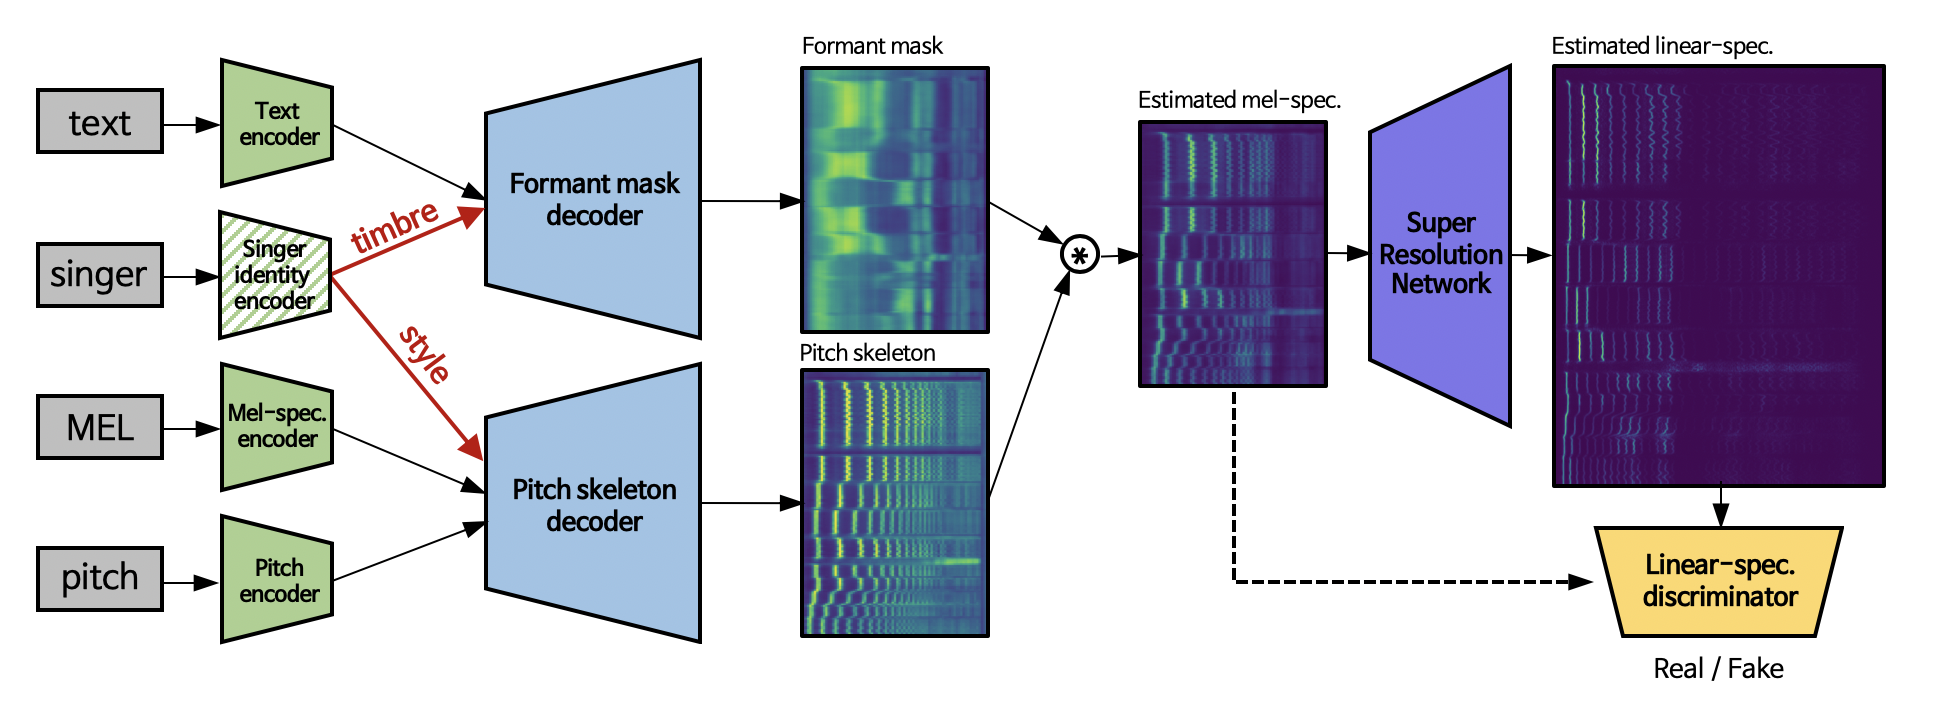 text
Text
encoder
singer
Singer
identity
encoder
MEL
Mel-spec.
encoder
pitch
Pitch
encoder
timbre
style
Formant mask
decoder
Pitch skeleton
decoder
Formant mask
Pitch skeleton
*
Estimated mel-spec.
Super
Resolution
Network
Estimated linear-spec.
Linear-spec.
discriminator
Real / Fake